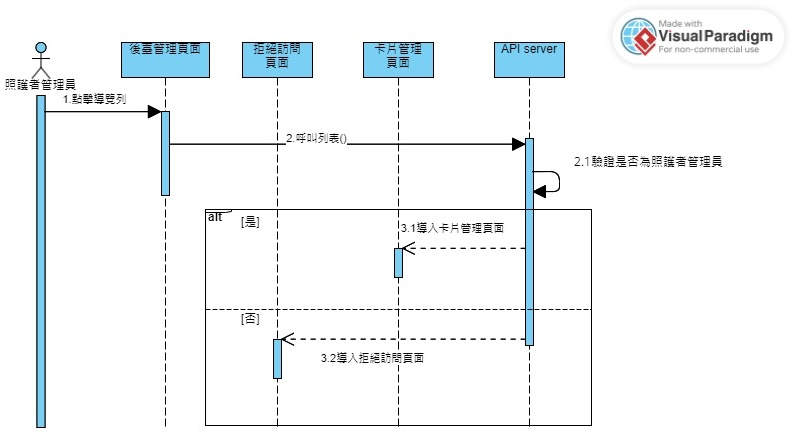 Made with
Visual Paradigm
For non-commercial use
後臺管理頁面
拒絕訪問
頁面
卡片管理
頁面
API server
照護者管理員
1.點擊導覽列
2.呼叫列表()
2.1驗證是否為照護者管理員
alt
[是]
3.1導入卡片管理頁面
[否]
3.2導入拒絕訪問頁面